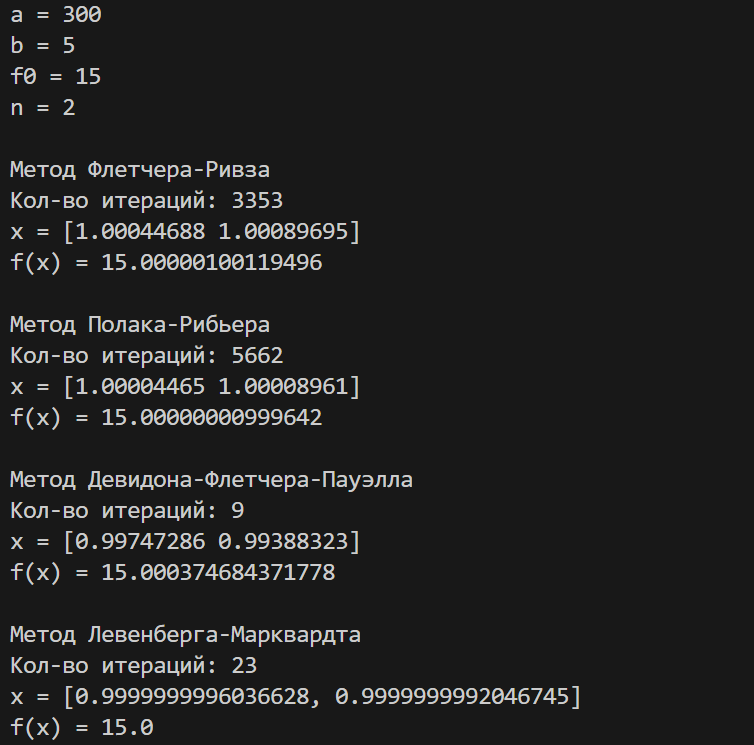 a = 300
b = 5
f0 = 15
n = 2
Метод Флетчера-Ривза
Кол-во итераций: 3353
x = [1.00044688 1.00089695]
f(x) = 15.00000100119496
Метод Полака-Рибьера
Кол-во итераций: 5662
x = [1.00004465 1.00008961]
f(x) = 15.00000000999642
Метод Девидона-Флетчера-Пауэлла
Кол-во итераций: 9
x = [0.99747286 0.99388323]
f(x) = 15.000374684371778
Метод Левенберга-Марквардта
Кол-во итераций: 23
x = [0.9999999996036628, 0.9999999992046745]
f(x) = 15.0